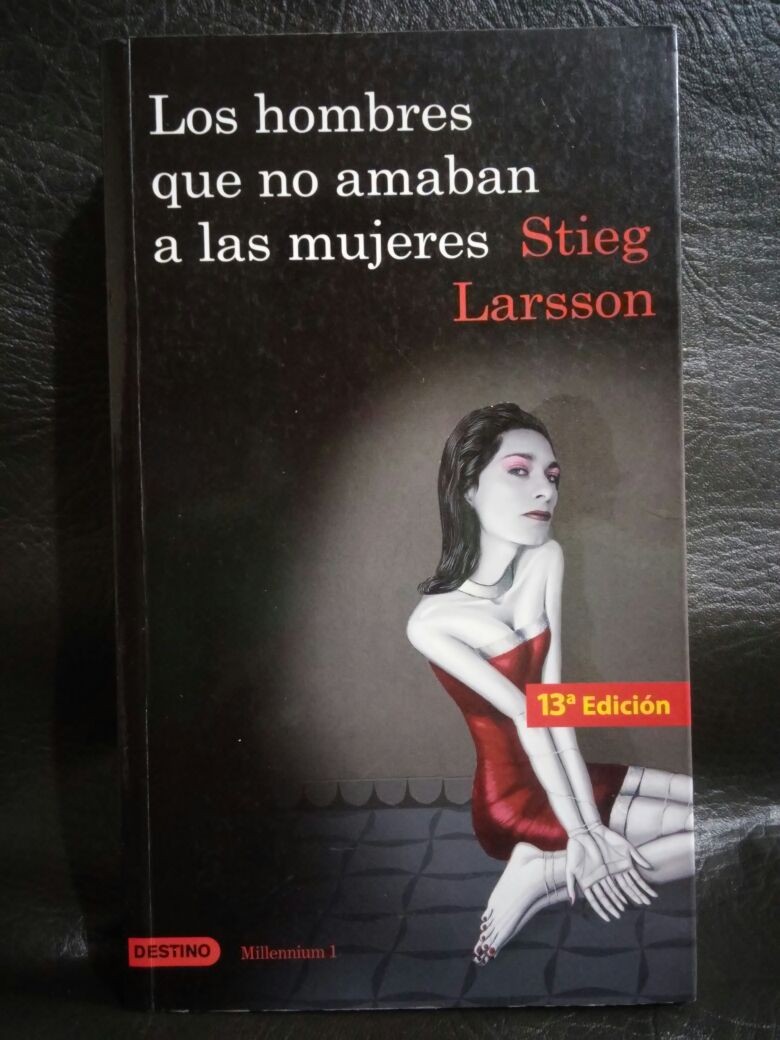 Los hombres
que no amaban
a las mujeres Stieg
Larsson
13ª Edición
DESTINO Millennium 1